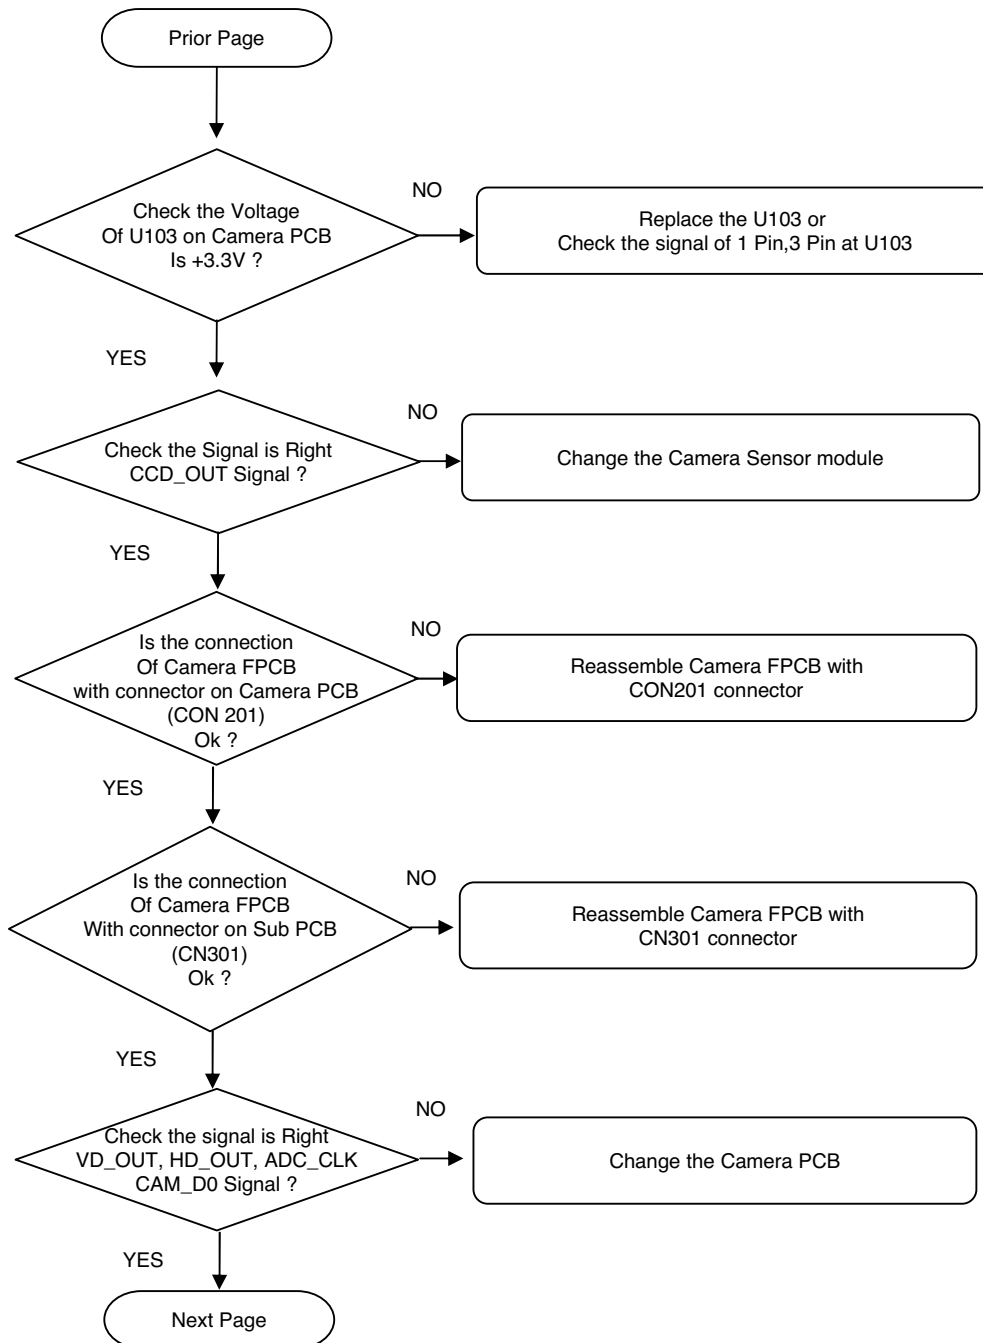 Prior Page
Check the Voltage
Of U103 on Camera PCB
Is +3.3V ?
NO
Replace the U103 or
Check the signal of 1 Pin,3 Pin at U103
YES
Check the Signal is Right
CCD_OUT Signal ?
NO
Change the Camera Sensor module
YES
Is the connection
Of Camera FPCB
with connector on Camera PCB
(CON 201)
Ok ?
NO
Reassemble Camera FPCB with
CON201 connector
YES
Is the connection
Of Camera FPCB
With connector on Sub PCB
(CN301)
Ok ?
NO
Reassemble Camera FPCB with
CN301 connector
YES
Check the signal is Right
VD_OUT, HD_OUT, ADC_CLK
CAM_D0 Signal ?
NO
Change the Camera PCB
YES
Next Page